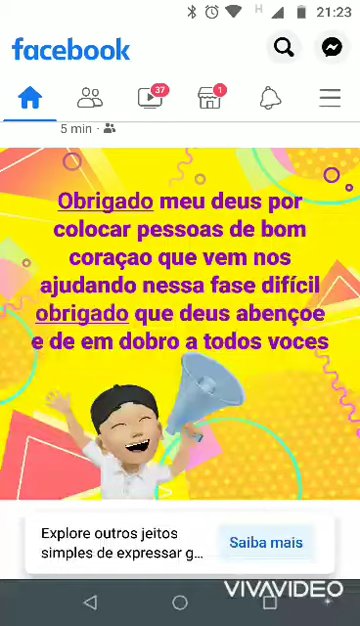 H 21:23
facebook
37
1
5 min ·
Obrigado meu deus por
colocar pessoas de bom
coraçao que vem nos
ajudando nessa fase difícil
obrigado que deus abençoe
e de em dobro a todos voces
Explore outros jeitos
simples de expressar g...
Saiba mais
VIVAVIDEO